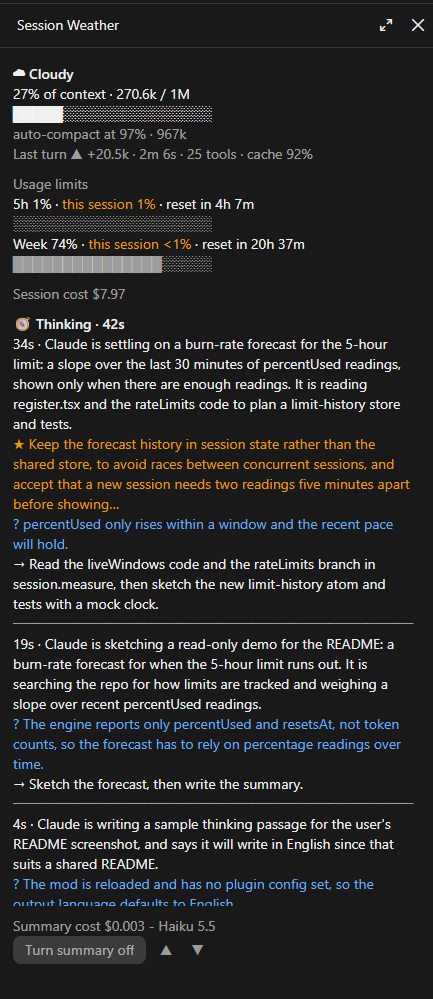 Session Weather
Cloudy
27% of context · 270.6k / 1M
auto-compact at 97% · 967k
Last turn ▲ +20.5k · 2m 6s · 25 tools · cache 92%
Usage limits
5h 1% · this session 1% · reset in 4h 7m
Week 74% · this session <1% · reset in 20h 37m
Session cost $7.97
Thinking · 42s
34s · Claude is settling on a burn-rate forecast for the 5-hour
limit: a slope over the last 30 minutes of percentUsed readings,
shown only when there are enough readings. It is reading
register.tsx and the rateLimits code to plan a limit-history store
and tests.
★ Keep the forecast history in session state rather than the
shared store, to avoid races between concurrent sessions, and
accept that a new session needs two readings five minutes apart
before showing...
? percentUsed only rises within a window and the recent pace
will hold.
→ Read the liveWindows code and the rateLimits branch in
session.measure, then sketch the new limit-history atom and
tests with a mock clock.
19s · Claude is sketching a read-only demo for the README: a
burn-rate forecast for when the 5-hour limit runs out. It is
searching the repo for how limits are tracked and weighing a
slope over recent percentUsed readings.
? The engine reports only percentUsed and resetsAt, not token
counts, so the forecast has to rely on percentage readings over
time.
→ Sketch the forecast, then write the summary.
4s · Claude is writing a sample thinking passage for the user's
README screenshot, and says it will write in English since that
suits a shared README.
? The mod is reloaded and has no plugin config set, so the
output language defaults to English
Summary cost $0.003 - Haiku 5.5
Turn summary off ▲ ▼